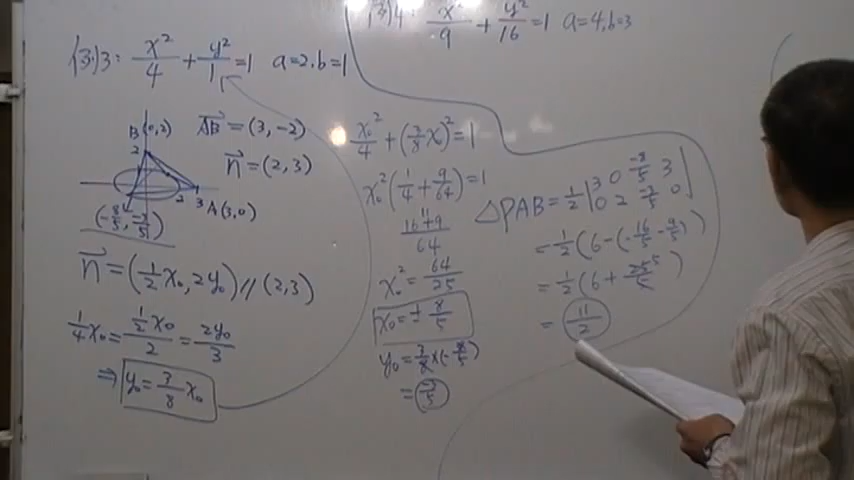 例3: x²/4 + y²/1 = 1 a=2, b=1
B(0,2) AB = (3, -2)
n = (2, 3)
2
2 3 A(3,0)
(-8/5, -3/5)
n = (1/2 x₀, 2y₀) // (2,3)
1/4 x₀ = 1/2 x₀ / 2 = 2y₀ / 3
⇒ y₀ = 3/8 x₀
x₀²/4 + (3/8 x)² = 1
x₀² (1/4 + 9/64) = 1
16+9 / 64
x₀² = 64/25
x₀ = ± 8/5
y₀ = 3/8 × (-8/5)
= -3/5
例4: x²/9 + y²/16 = 1 a=4, b=3
△PAB = 1/2 | 3 0 -8/5 3
0 2 -3/5 0 |
= 1/2 (6 - (-16/5 - 9/5))
= 1/2 (6 + 25/5 5)
= 11/2